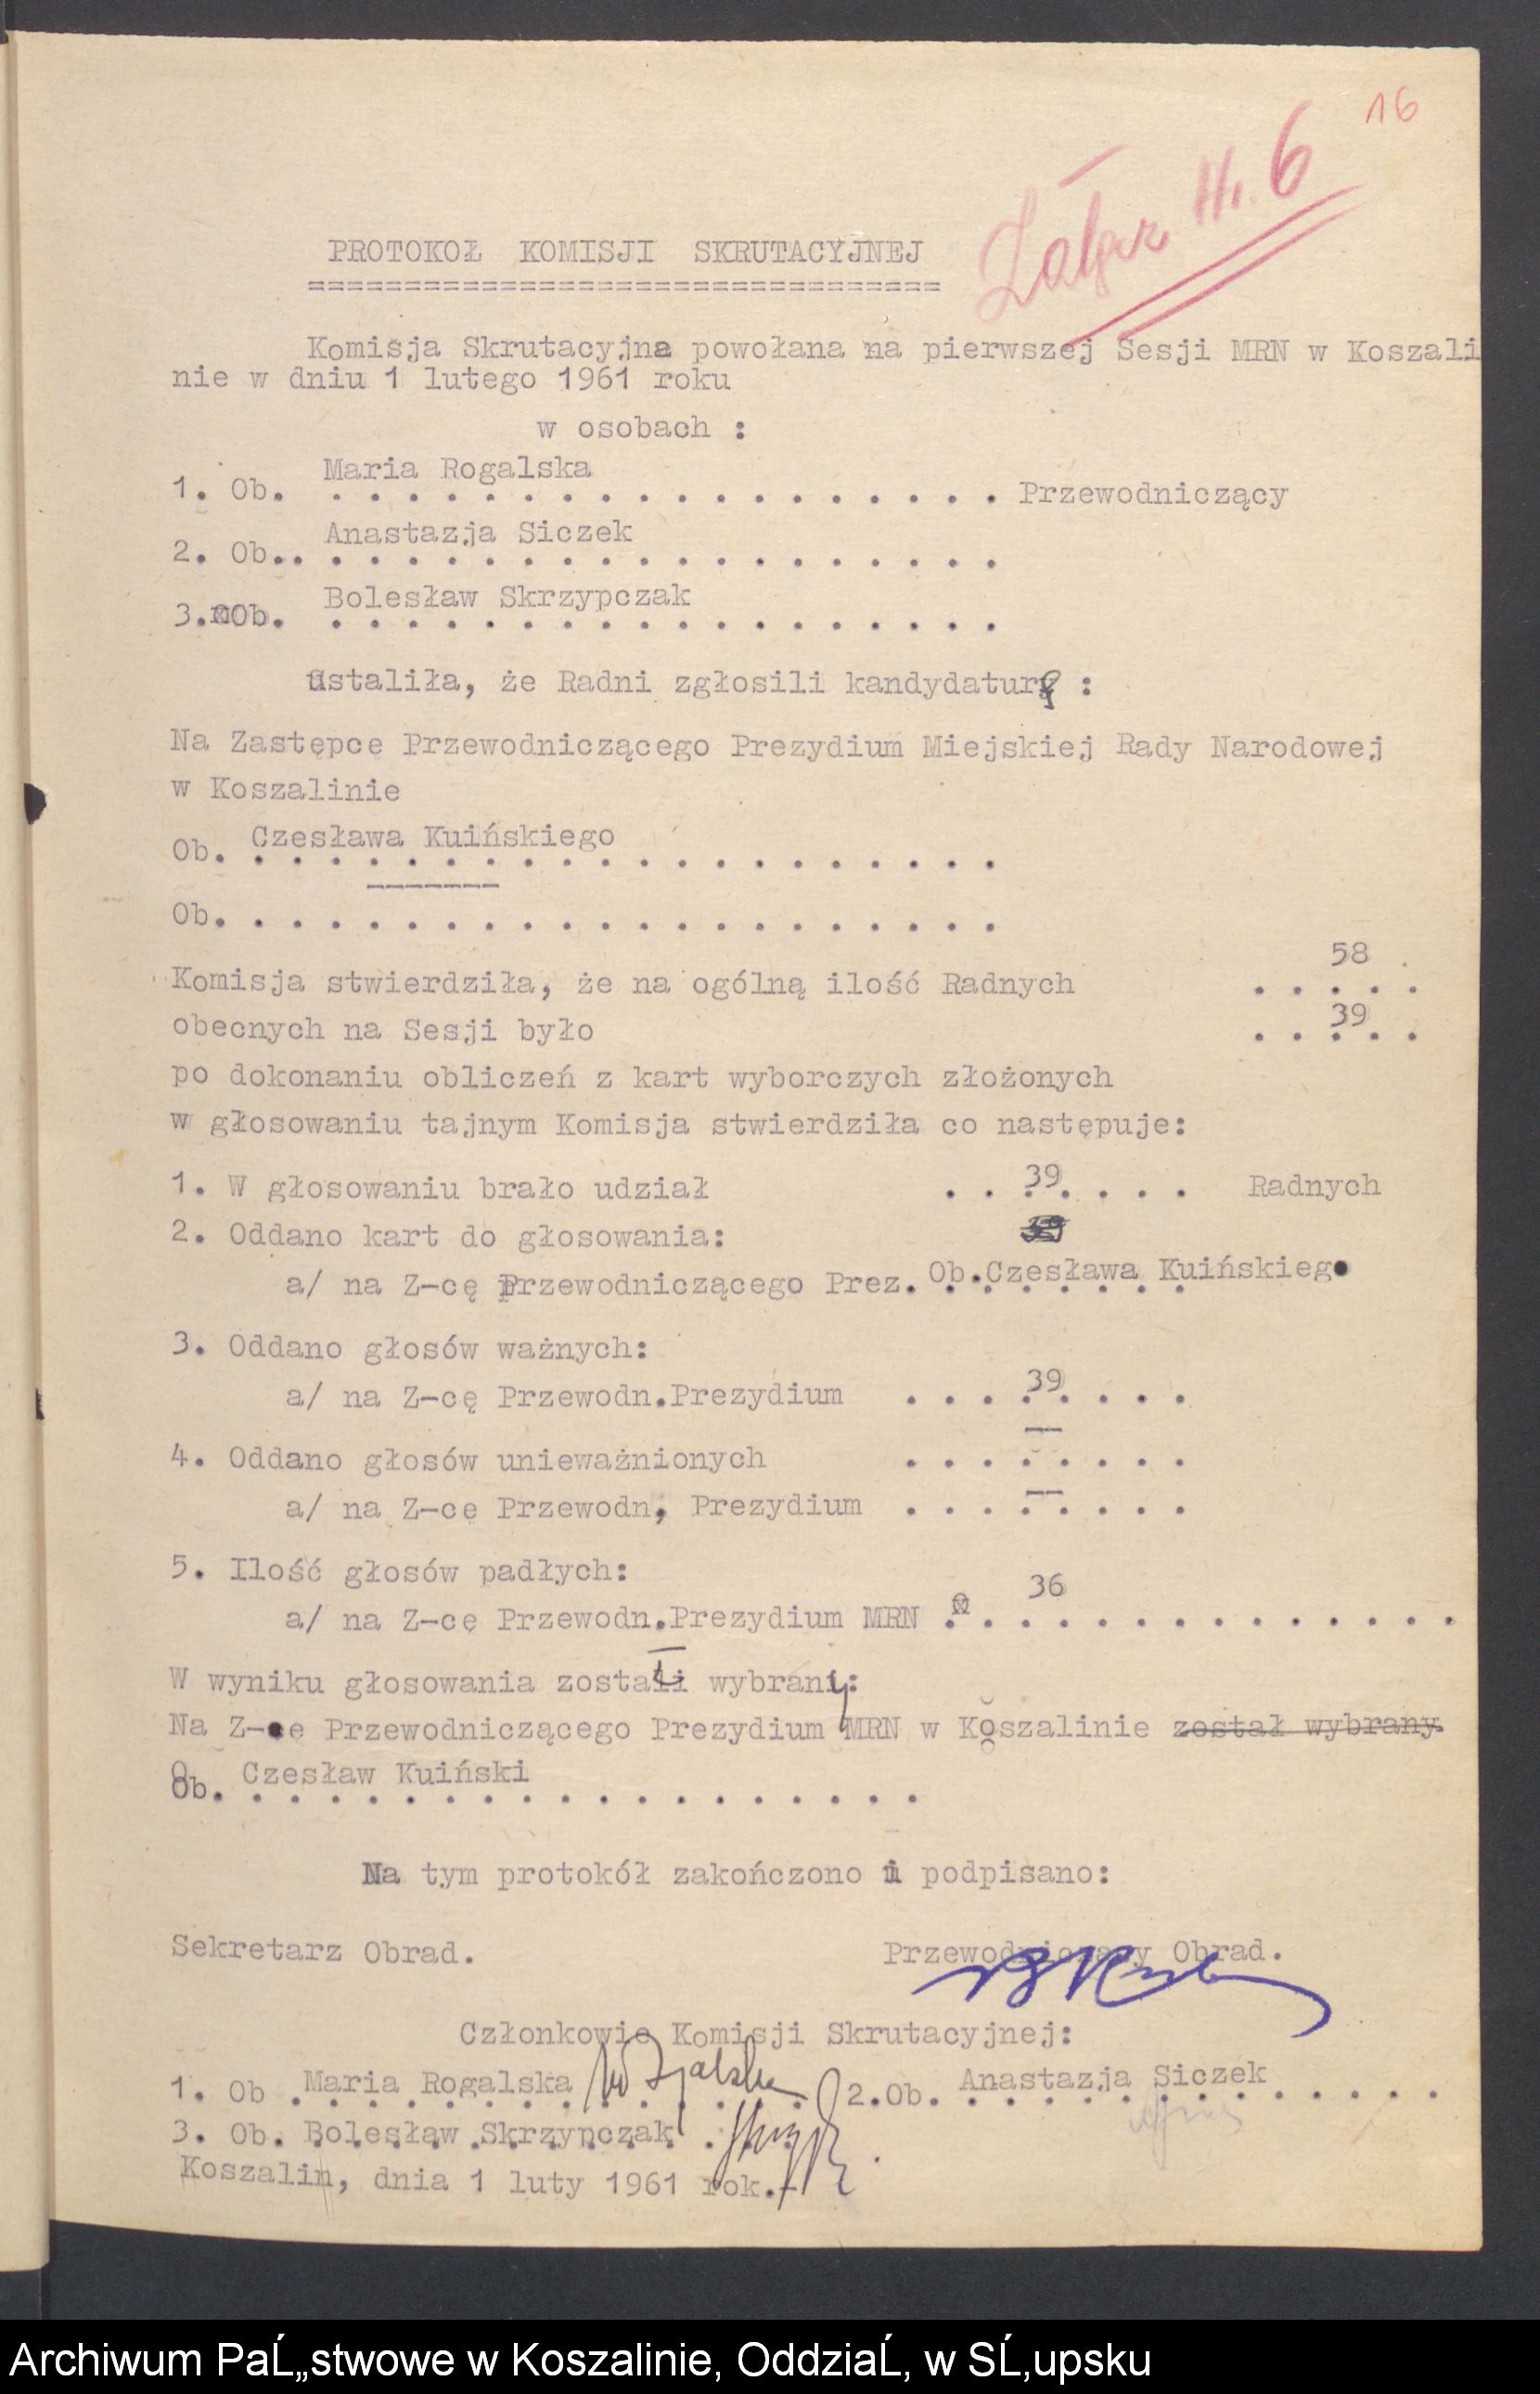 16
Załącz Nr. 6
PROTOKOŁ KOMISJI SKRUTACYJNEJ
=================================
Komisja Skrutacyjna powołana na pierwszej Sesji MRN w Koszali
nie w dniu 1 lutego 1961 roku
w osobach :
Maria Rogalska
1. Ob. . . . . . . . . . . . . . . . . . . Przewodniczący
Anastazja Siczek
2. Ob.. . . . . . . . . . . . . . . . . . .
Bolesław Skrzypczak
3. Ob. . . . . . . . . . . . . . . . . . .
ustaliła, że Radni zgłosili kandydaturę :
Na Zastępce Przewodniczącego Prezydium Miejskiej Rady Narodowej
w Koszalinie
Czesława Kuińskiego
Ob. . . . . . . . . . . . . . . . . . . . .
-------
Ob. . . . . . . . . . . . . . . . . . . . .
58
Komisja stwierdziła, że na ogólną ilość Radnych . . . . .
39
obecnych na Sesji było . . . . .
po dokonaniu obliczeń z kart wyborczych złożonych
w głosowaniu tajnym Komisja stwierdziła co następuje:
1. W głosowaniu brało udział . . 39 . . . . Radnych
2. Oddano kart do głosowania: 39
a/ na Z-cę Przewodniczącego Prez. Ob.Czesława Kuińskiego
3. Oddano głosów ważnych:
39
a/ na Z-cę Przewodn.Prezydium . . . . . . . .
—
4. Oddano głosów unieważnionych . . . . . . . .
—
a/ na Z-ce Przewodn, Prezydium . . . . . . . .
5. Ilość głosów padłych:
36
a/ na Z-ce Przewodn.Prezydium MRN . . . . . . . . . . . . . .
W wyniku głosowania został wybrany:
Na Z-ce Przewodniczącego Prezydium MRN w Koszalinie został wybrany.
Czesław Kuiński
Ob. . . . . . . . . . . . . . . . . . . .
Na tym protokół zakończono i podpisano:
Sekretarz Obrad. Przewodniczący Obrad.
Członkowie Komisji Skrutacyjnej:
1. Ob Maria Rogalska . . . . . 2.Ob. Anastazja Siczek . . . .
3. Ob. Bolesław Skrzypczak .
Koszalin, dnia 1 luty 1961 rok.-
Archiwum PaĹ„stwowe w Koszalinie, OddziaĹ‚ w SĹ‚upsku